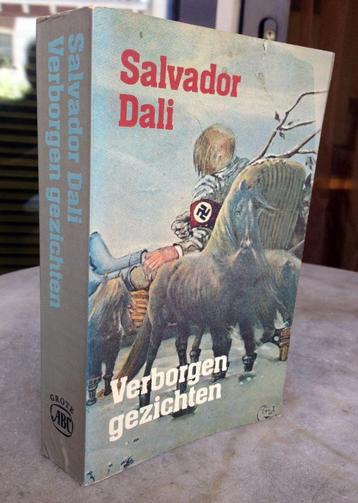 Salvador
Dali
Verborgen
gezichten
Salvador Dali
Verborgen gezichten
GROTE
ABC